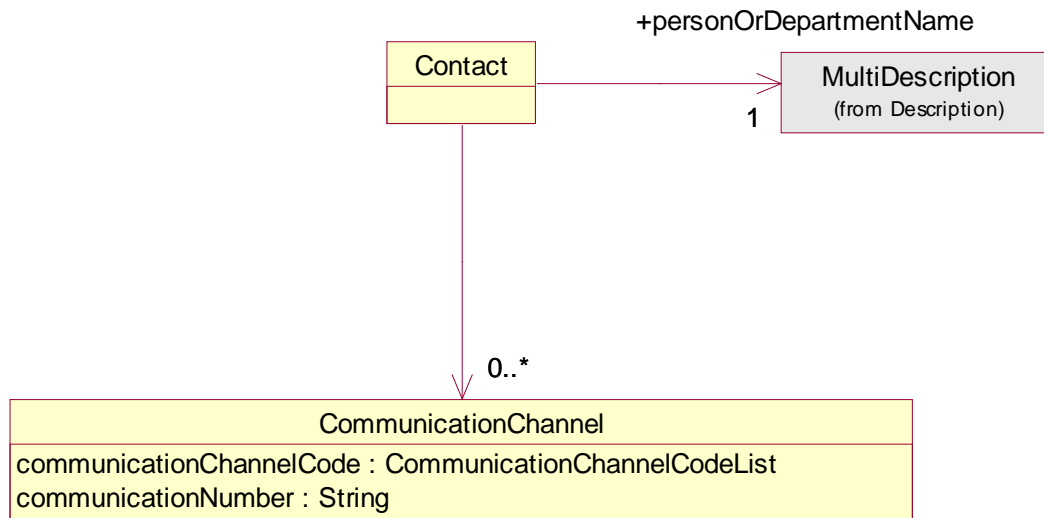 +personOrDepartmentName
Contact
MultiDescription
(from Description)
1
0..*
CommunicationChannel
communicationChannelCode : CommunicationChannelCodeList
communicationNumber : String